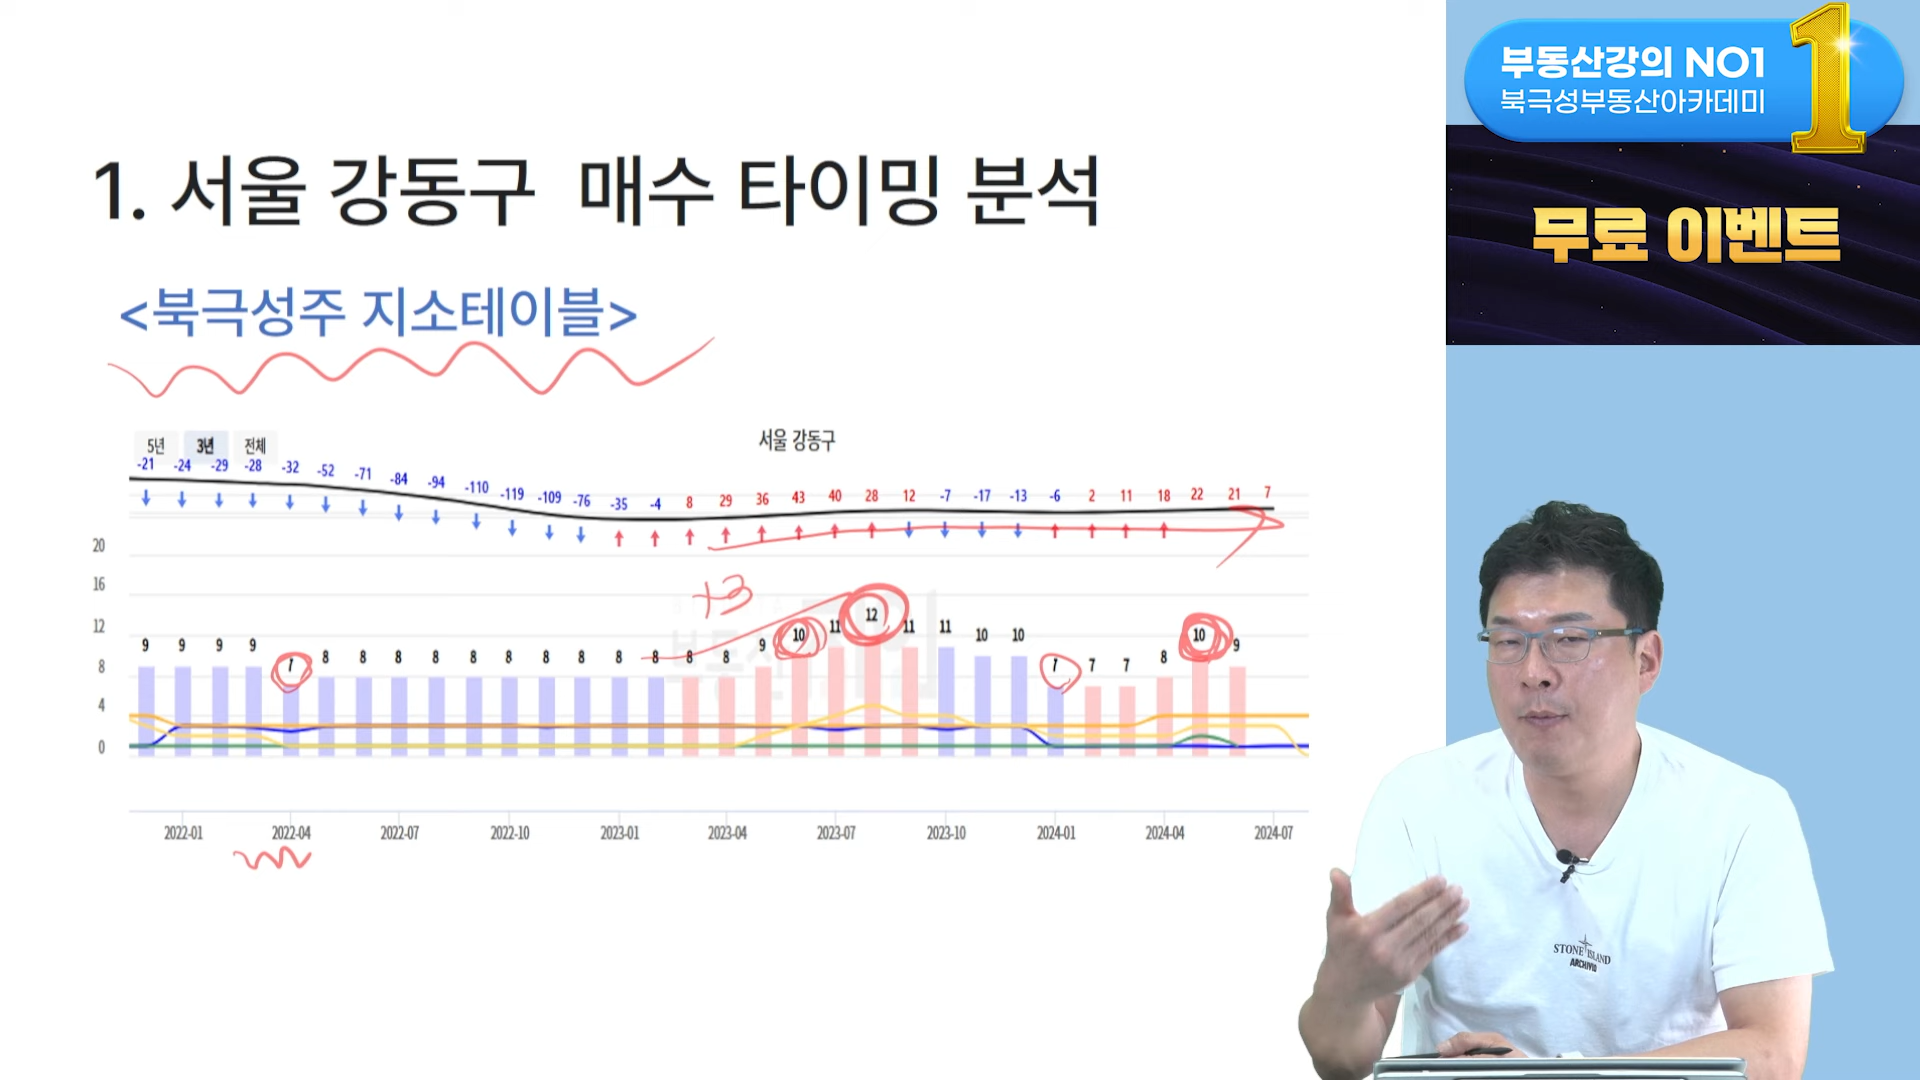 부동산강의 NO1
북극성부동산아카데미
1
무료 이벤트
1. 서울 강동구 매수 타이밍 분석
<북극성주 지소테이블>
5년 3년 전체
서울 강동구
-21 -24 -29 -28 -32 -52 -71 -84 -94 -110 -119 -109 -76 -35 -4 8 29 36 43 40 28 12 -7 -17 -13 -6 2 11 18 22 21 7
20
16
12
8
4
0
+3
9 9 9 9 7 8 8 8 8 8 8 8 8 8 8 8 8 9 10 11 12 11 11 10 10 7 7 7 8 10 9
2022-01 2022-04 2022-07 2022-10 2023-01 2023-04 2023-07 2023-10 2024-01 2024-04 2024-07
STONE ISLAND
ARCHIVIO